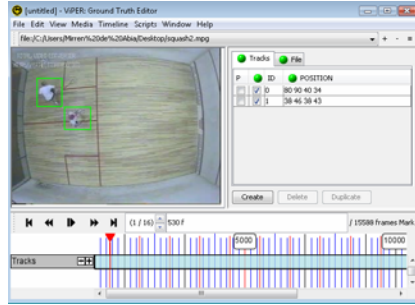 [untitled] - ViPER: Ground Truth Editor
File Edit View Media Timeline Scripts Window Help
file:/C:/Users/Mirren%20de%20Abia/Desktop/squash2.mpg
Tracks File
P ID POSITION
0 80 90 40 34
1 38 46 38 43
Create Delete Duplicate
(1 / 16) 530 f / 15588 frames Mark
5000 10000
Tracks